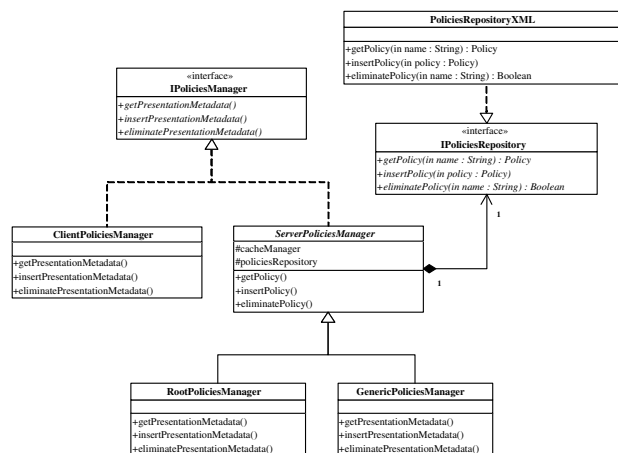 PoliciesRepositoryXML
+getPolicy(in name : String) : Policy
+insertPolicy(in policy : Policy)
+eliminatePolicy(in name : String) : Boolean
«interface»
IPoliciesManager
+getPresentationMetadata()
+insertPresentationMetadata()
+eliminatePresentationMetadata()
«interface»
IPoliciesRepository
+getPolicy(in name : String) : Policy
+insertPolicy(in policy : Policy)
+eliminatePolicy(in name : String) : Boolean
1
ClientPoliciesManager
+getPresentationMetadata()
+insertPresentationMetadata()
+eliminatePresentationMetadata()
ServerPoliciesManager
#cacheManager
#policiesRepository
+getPolicy()
+insertPolicy()
+eliminatePolicy()
1
RootPoliciesManager
+getPresentationMetadata()
+insertPresentationMetadata()
+eliminatePresentationMetadata()
GenericPoliciesManager
+getPresentationMetadata()
+insertPresentationMetadata()
+eliminatePresentationMetadata()